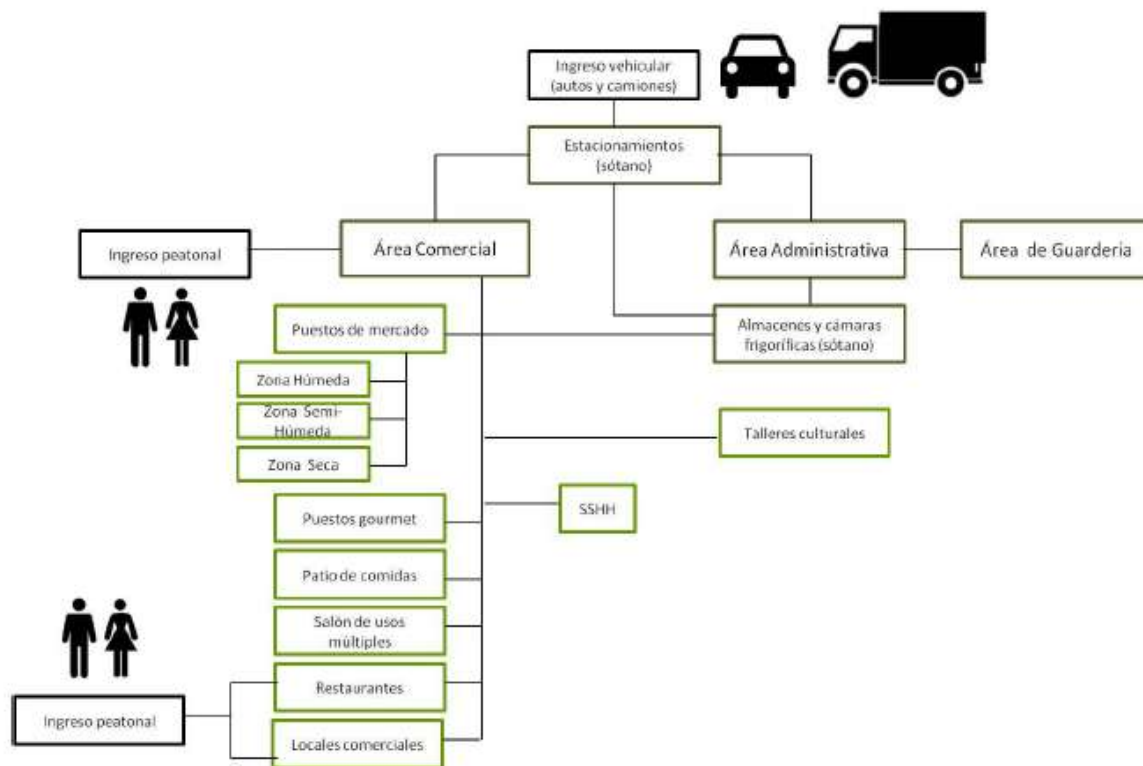 Ingreso vehicular
(autos y camiones)
Estacionamientos
(sótano)
Ingreso peatonal
Área Comercial
Área Administrativa
Área de Guarderia
Puestos de mercado
Almacenes y cámaras
frigoríficas (sótano)
Zona Húmeda
Zona Semi-
Húmeda
Zona Seca
Talleres culturales
Puestos gourmet
SSHH
Patio de comidas
Salón de usos
múltiples
Restaurantes
Ingreso peatonal
Locales comerciales